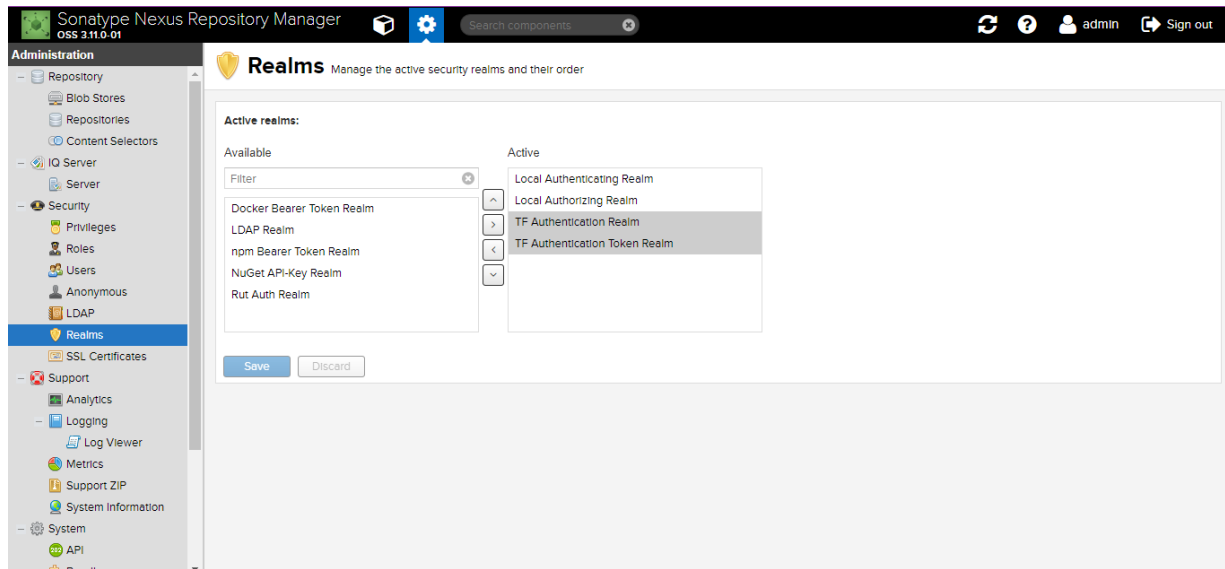 Sonatype Nexus Repository Manager
OSS 3.11.0-01
Search components
admin
Sign out
Administration
Repository
Blob Stores
Repositories
Content Selectors
IQ Server
Server
Security
Privileges
Roles
Users
Anonymous
LDAP
Realms
SSL Certificates
Support
Analytics
Logging
Log Viewer
Metrics
Support ZIP
System Information
System
API
Realms Manage the active security realms and their order
Active realms:
Available
Filter
Docker Bearer Token Realm
LDAP Realm
npm Bearer Token Realm
NuGet API-Key Realm
Rut Auth Realm
Active
Local Authenticating Realm
Local Authorizing Realm
TF Authentication Realm
TF Authentication Token Realm
Save
Discard